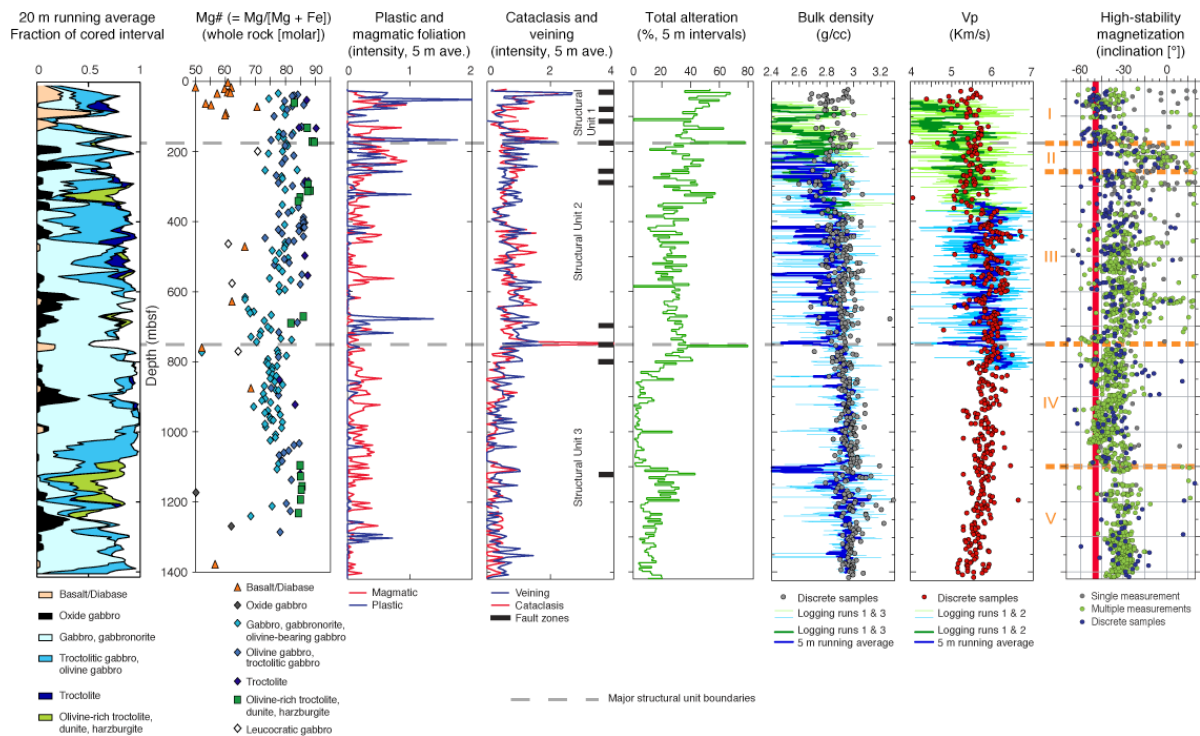 20 m running average
Fraction of cored interval
Mg# (= Mg/[Mg + Fe])
(whole rock [molar])
Plastic and
magmatic foliation
(intensity, 5 m ave.)
Cataclasis and
veining
(intensity, 5 m ave.)
Total alteration
(%, 5 m intervals)
Bulk density
(g/cc)
Vp
(Km/s)
High-stability
magnetization
(inclination [°])
0 0.5 1
50 60 70 80 90
0 1 2
0 1 2 3 4
0 20 40 60 80
2.4 2.8 3.2
4 5 6 7
-60 -30 0 30
0
200
400
600
800
1000
1200
1400
Depth (mbsf)
Structural
Unit 1
Structural Unit 2
Structural Unit 3
I
II
III
IV
V
Basalt/Diabase
Oxide gabbro
Gabbro, gabbronorite
Troctolitic gabbro,
olivine gabbro
Troctolite
Olivine-rich troctolite,
dunite, harzburgite
Basalt/Diabase
Oxide gabbro
Gabbro, gabbronorite,
olivine-bearing gabbro
Olivine gabbro,
troctolitic gabbro
Troctolite
Olivine-rich troctolite,
dunite, harzburgite
Leucocratic gabbro
Magmatic
Plastic
Veining
Cataclasis
Fault zones
Discrete samples
Logging runs 1 & 3
Logging runs 1 & 3
5 m running average
Discrete samples
Logging runs 1 & 2
Logging runs 1 & 2
5 m running average
Single measurement
Multiple measurements
Discrete samples
Major structural unit boundaries